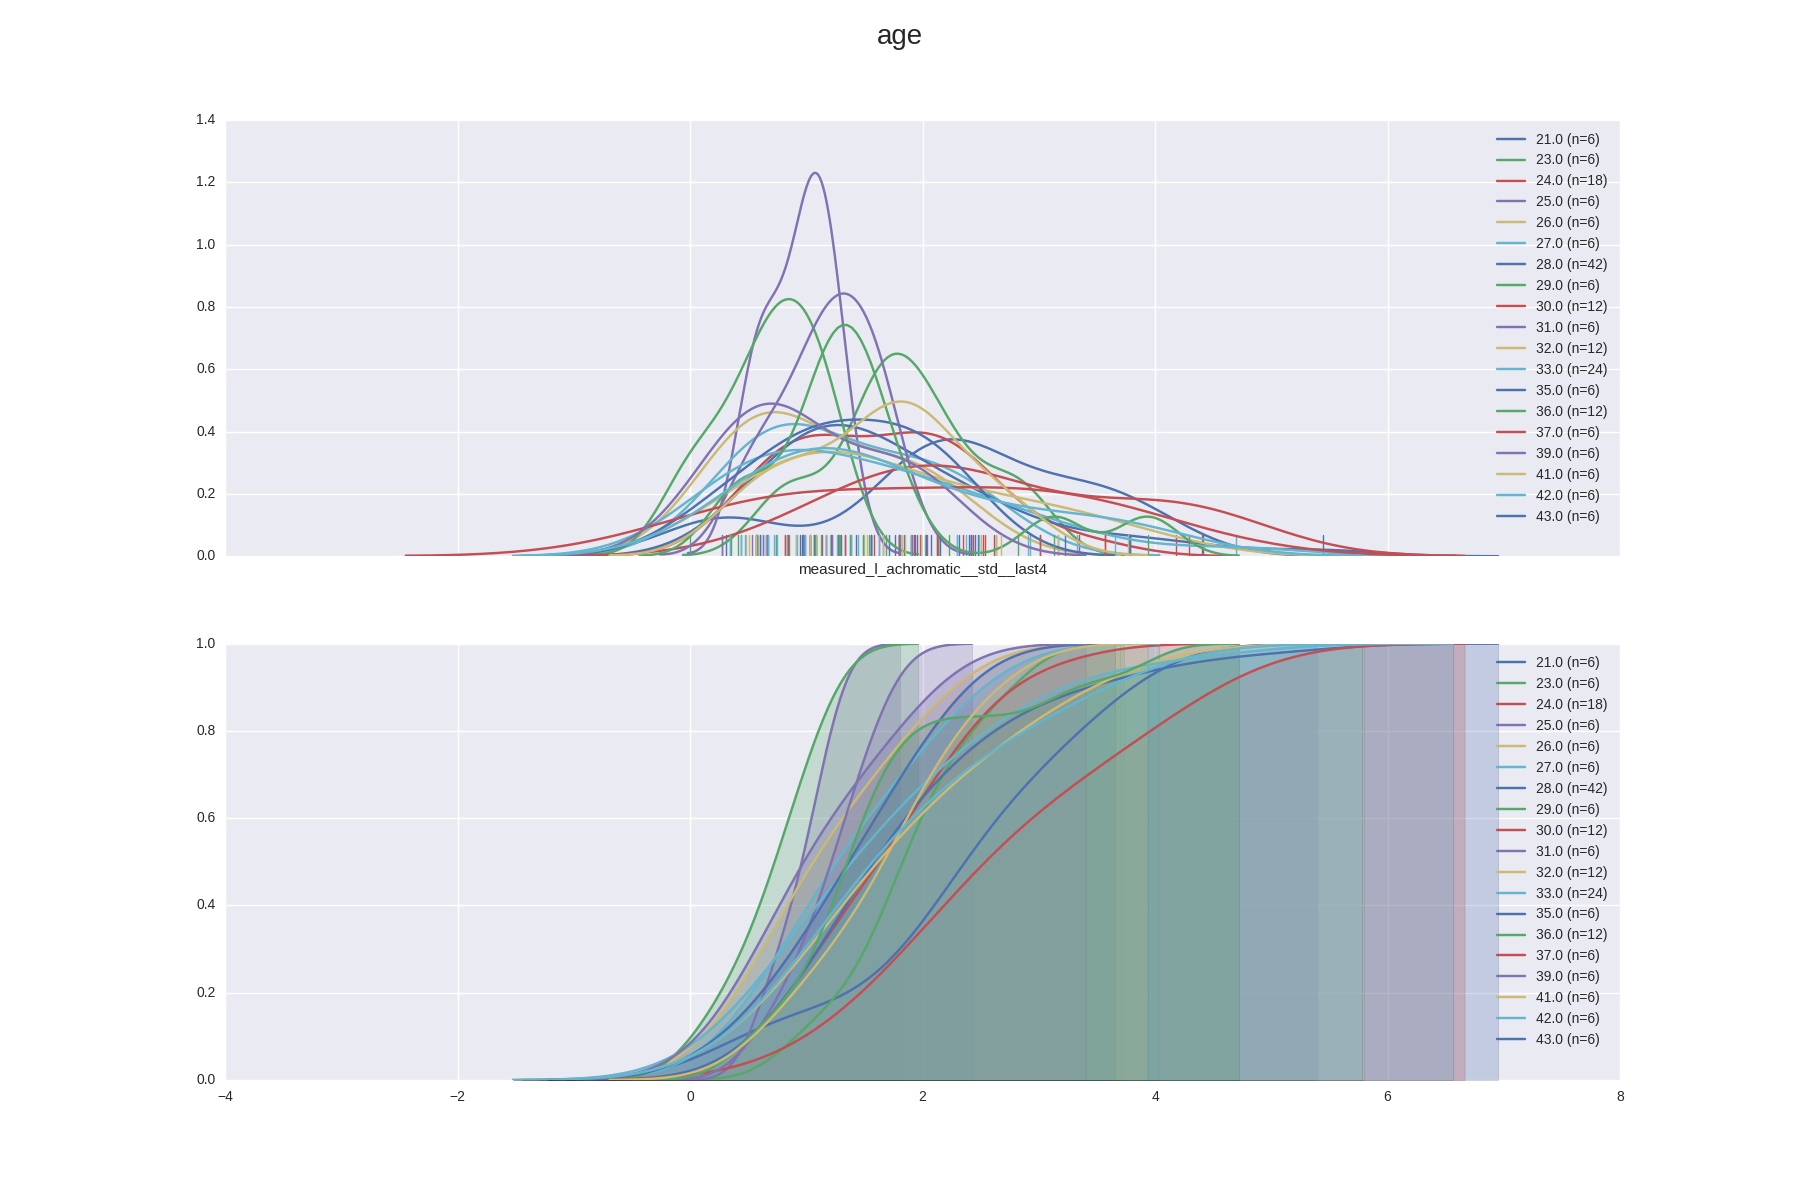 age
1.4
1.2
1.0
0.8
0.6
0.4
0.2
0.0
21.0 (n=6)
23.0 (n=6)
24.0 (n=18)
25.0 (n=6)
26.0 (n=6)
27.0 (n=6)
28.0 (n=42)
29.0 (n=6)
30.0 (n=12)
31.0 (n=6)
32.0 (n=12)
33.0 (n=24)
35.0 (n=6)
36.0 (n=12)
37.0 (n=6)
39.0 (n=6)
41.0 (n=6)
42.0 (n=6)
43.0 (n=6)
measured_l_achromatic__std__last4
1.0
0.8
0.6
0.4
0.2
0.0
21.0 (n=6)
23.0 (n=6)
24.0 (n=18)
25.0 (n=6)
26.0 (n=6)
27.0 (n=6)
28.0 (n=42)
29.0 (n=6)
30.0 (n=12)
31.0 (n=6)
32.0 (n=12)
33.0 (n=24)
35.0 (n=6)
36.0 (n=12)
37.0 (n=6)
39.0 (n=6)
41.0 (n=6)
42.0 (n=6)
43.0 (n=6)
−4 −2 0 2 4 6 8